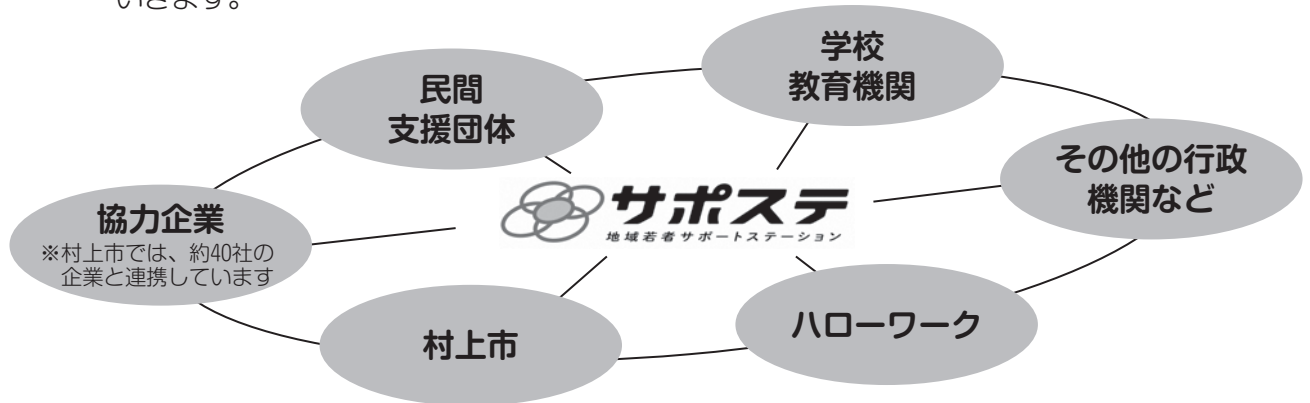 いきます。
学校
教育機関
民間
支援団体
その他の行政
機関など
サポステ
地域若者サポートステーション
協力企業
※村上市では、約40社の
企業と連携しています
ハローワーク
村上市